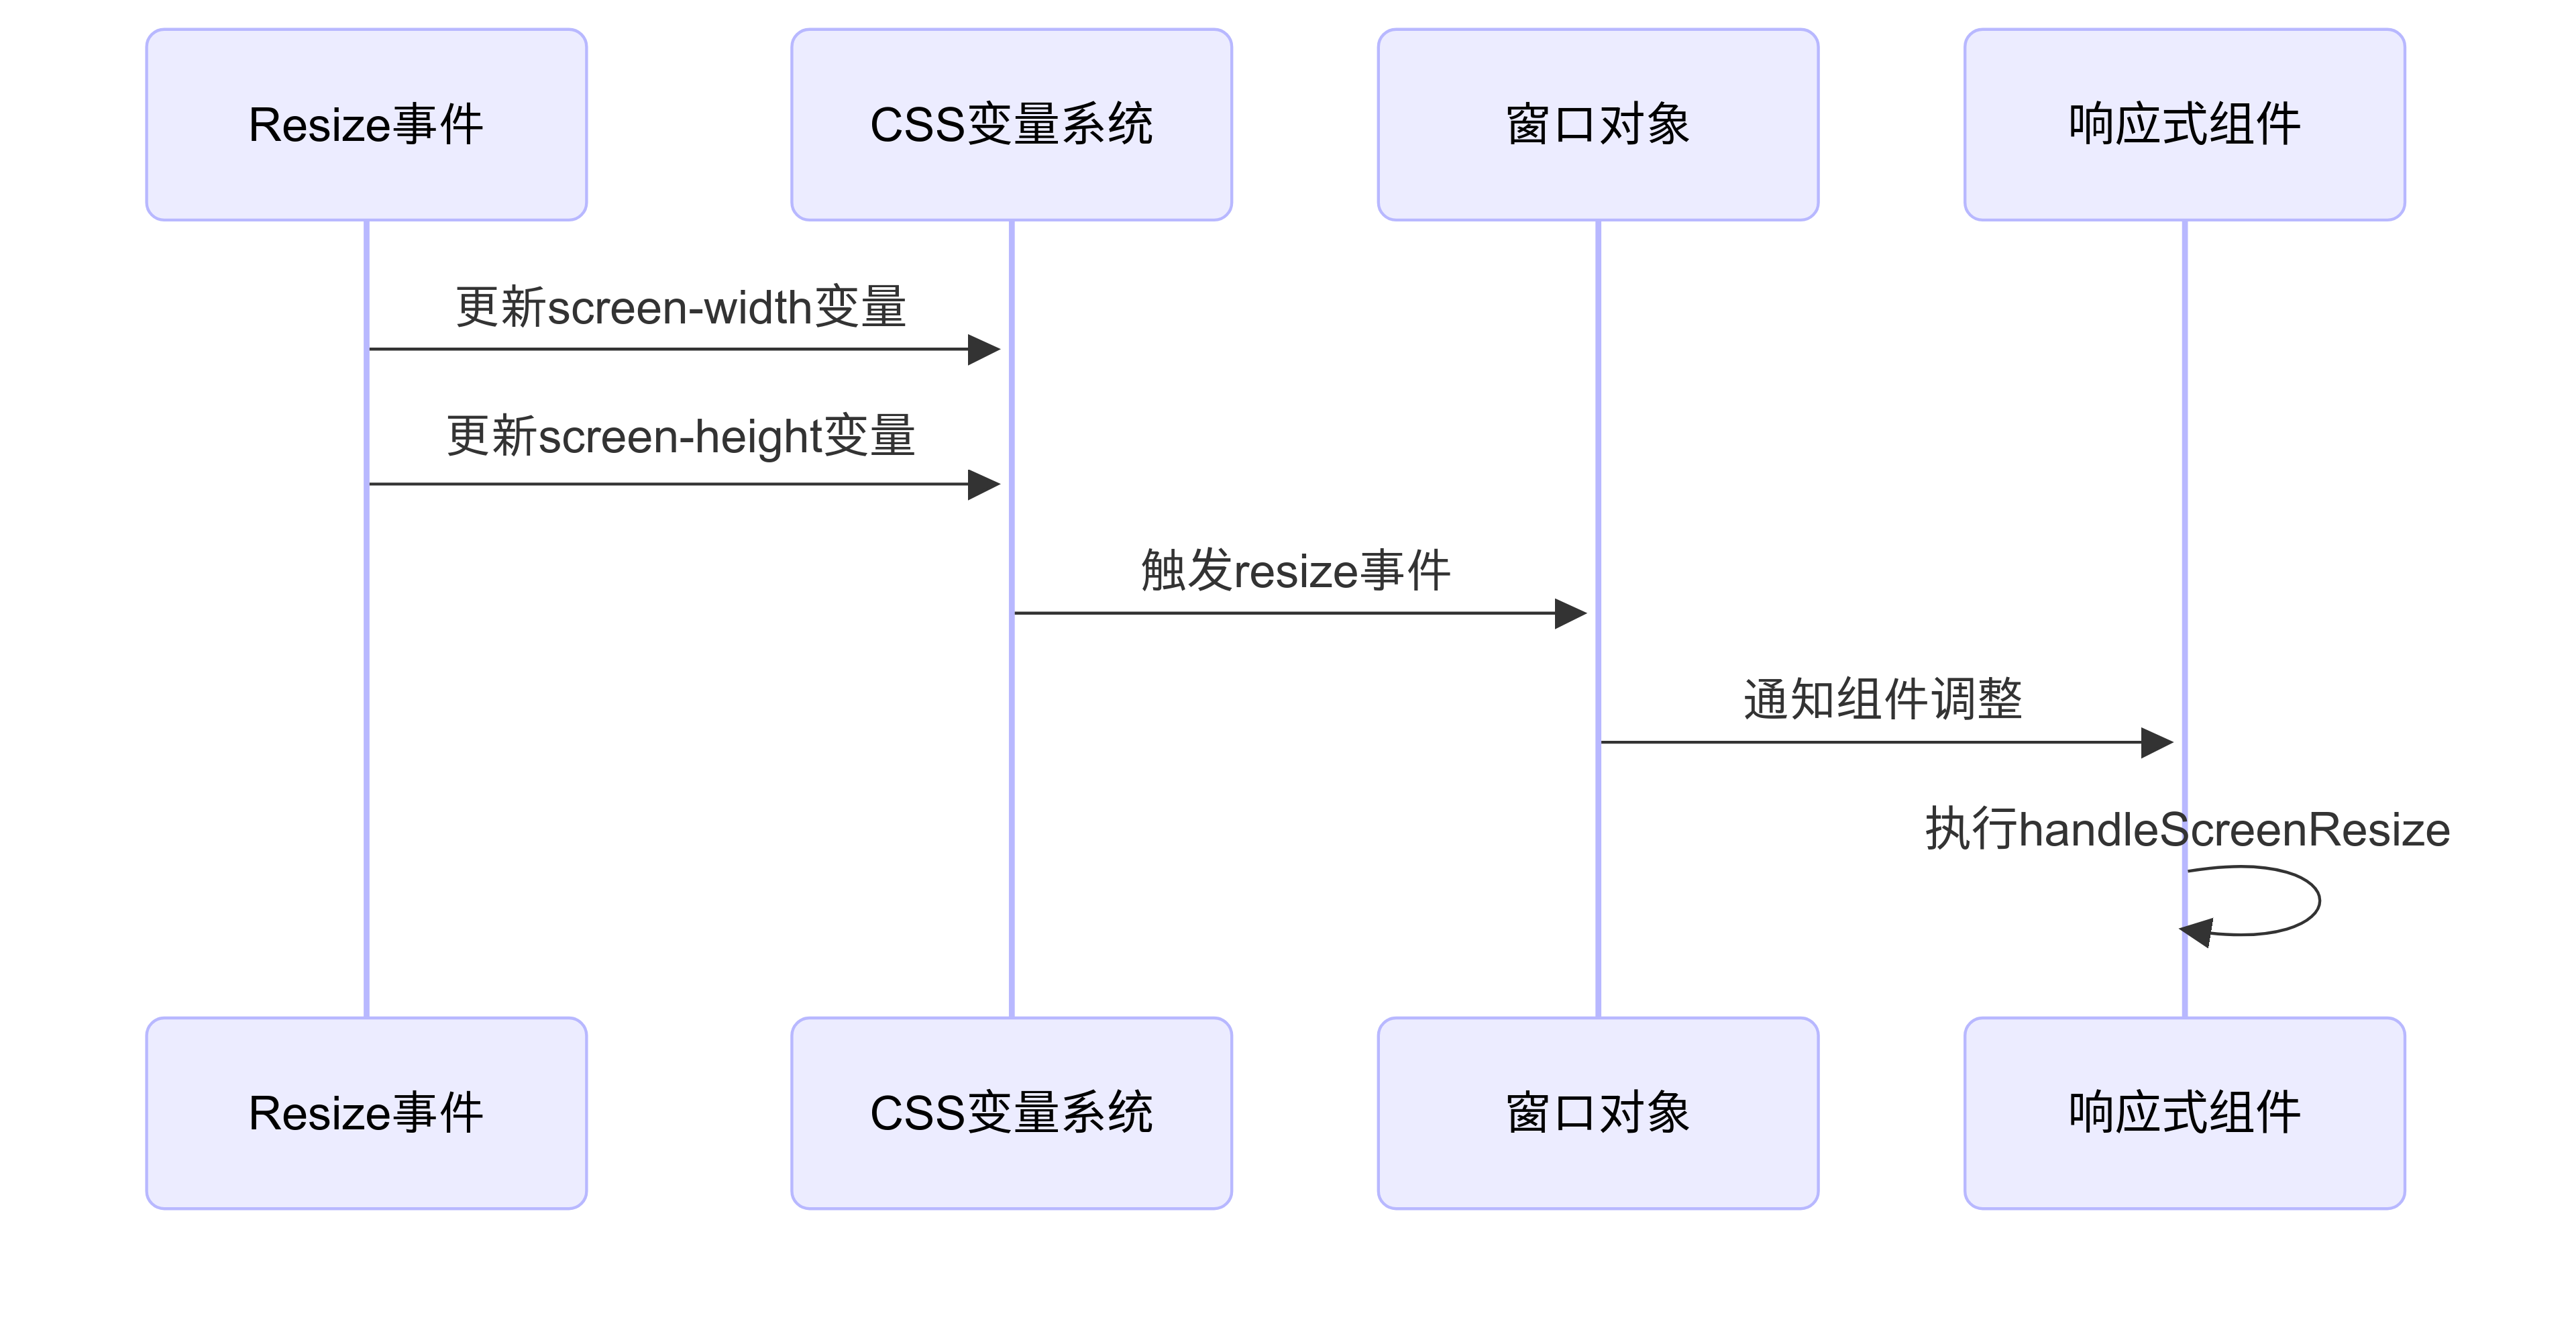 Resize事件
CSS变量系统
窗口对象
响应式组件
更新screen-width变量
更新screen-height变量
触发resize事件
通知组件调整
执行handleScreenResize
Resize事件
CSS变量系统
窗口对象
响应式组件